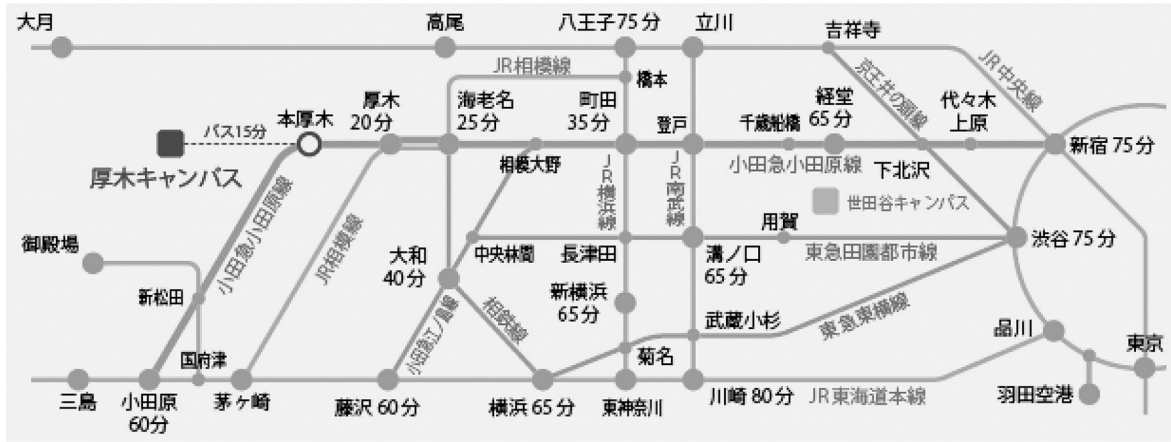 大月
高尾
八王子75分
立川
吉祥寺
JR相模線
橋本
京王井の頭線
JR中央線
本厚木
厚木
20分
海老名
25分
町田
35分
登戸
千歳船橋
経堂
65分
代々木
上原
バス15分
新宿75分
相模大野
小田急小田原線
下北沢
厚木キャンパス
JR横浜線
JR南武線
世田谷キャンパス
小田急小田原線
JR相模線
用賀
御殿場
大和
40分
中央林間
長津田
溝ノ口
65分
東急田園都市線
渋谷75分
新松田
新横浜
65分
小田急江ノ島線
相鉄線
武蔵小杉
東急東横線
品川
国府津
菊名
東京
三島
小田原
60分
茅ヶ崎
藤沢60分
横浜65分
東神奈川
川崎80分
JR東海道本線
羽田空港